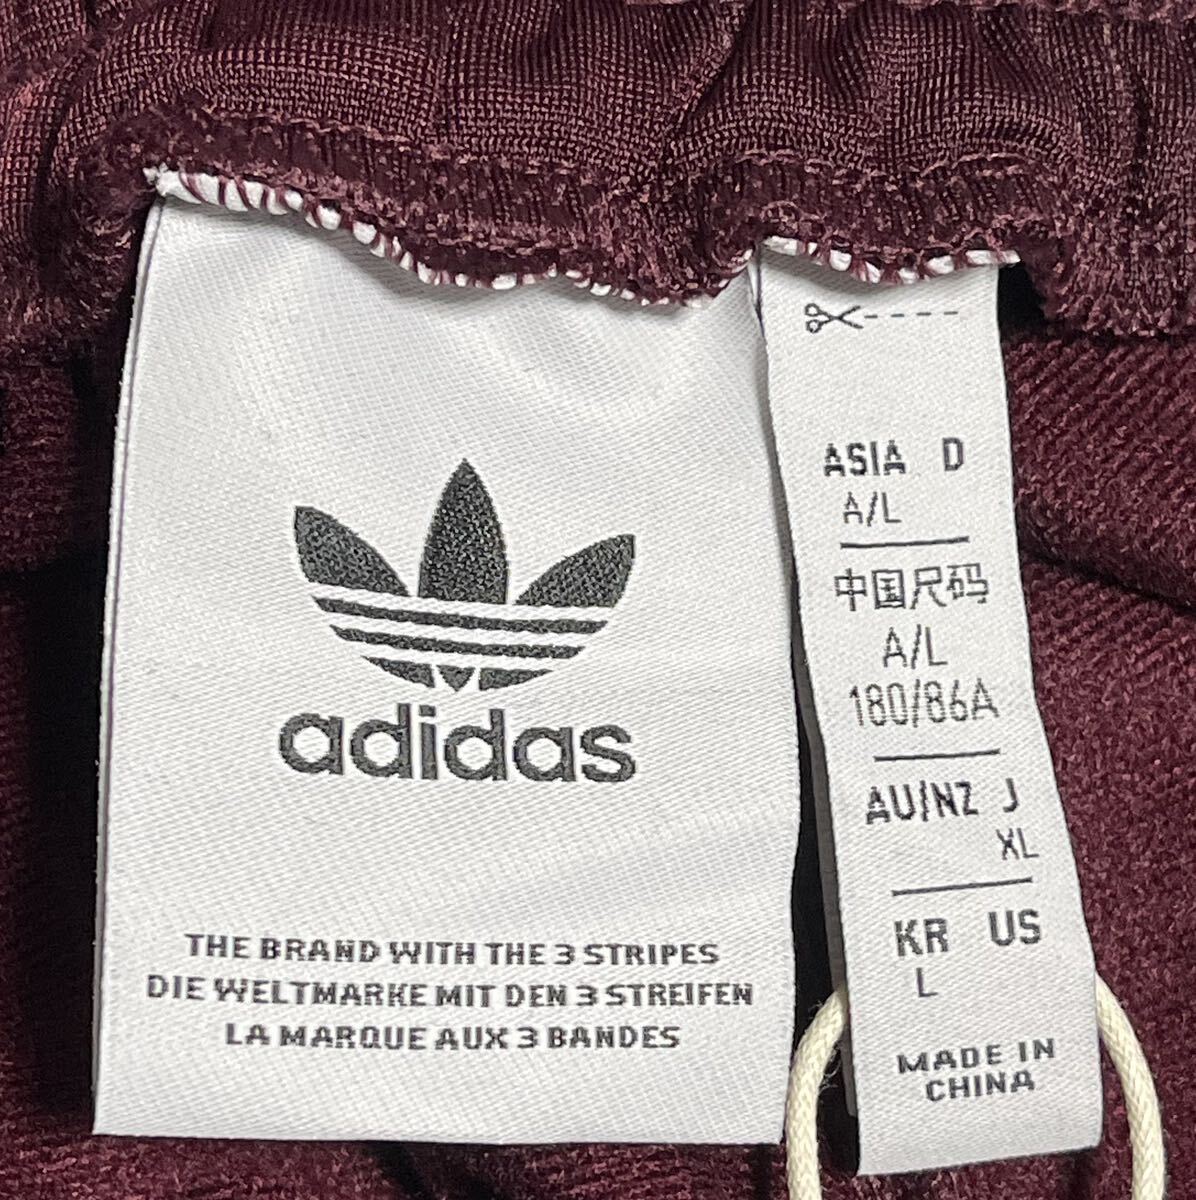 adidas
THE BRAND WITH THE 3 STRIPES
DIE WELTMARKE MIT DEN 3 STREIFEN
LA MARQUE AUX 3 BANDES
ASIA D
A/L
中国尺码
A/L
180/86A
AU/NZ J
XL
KR US
L
MADE IN
CHINA